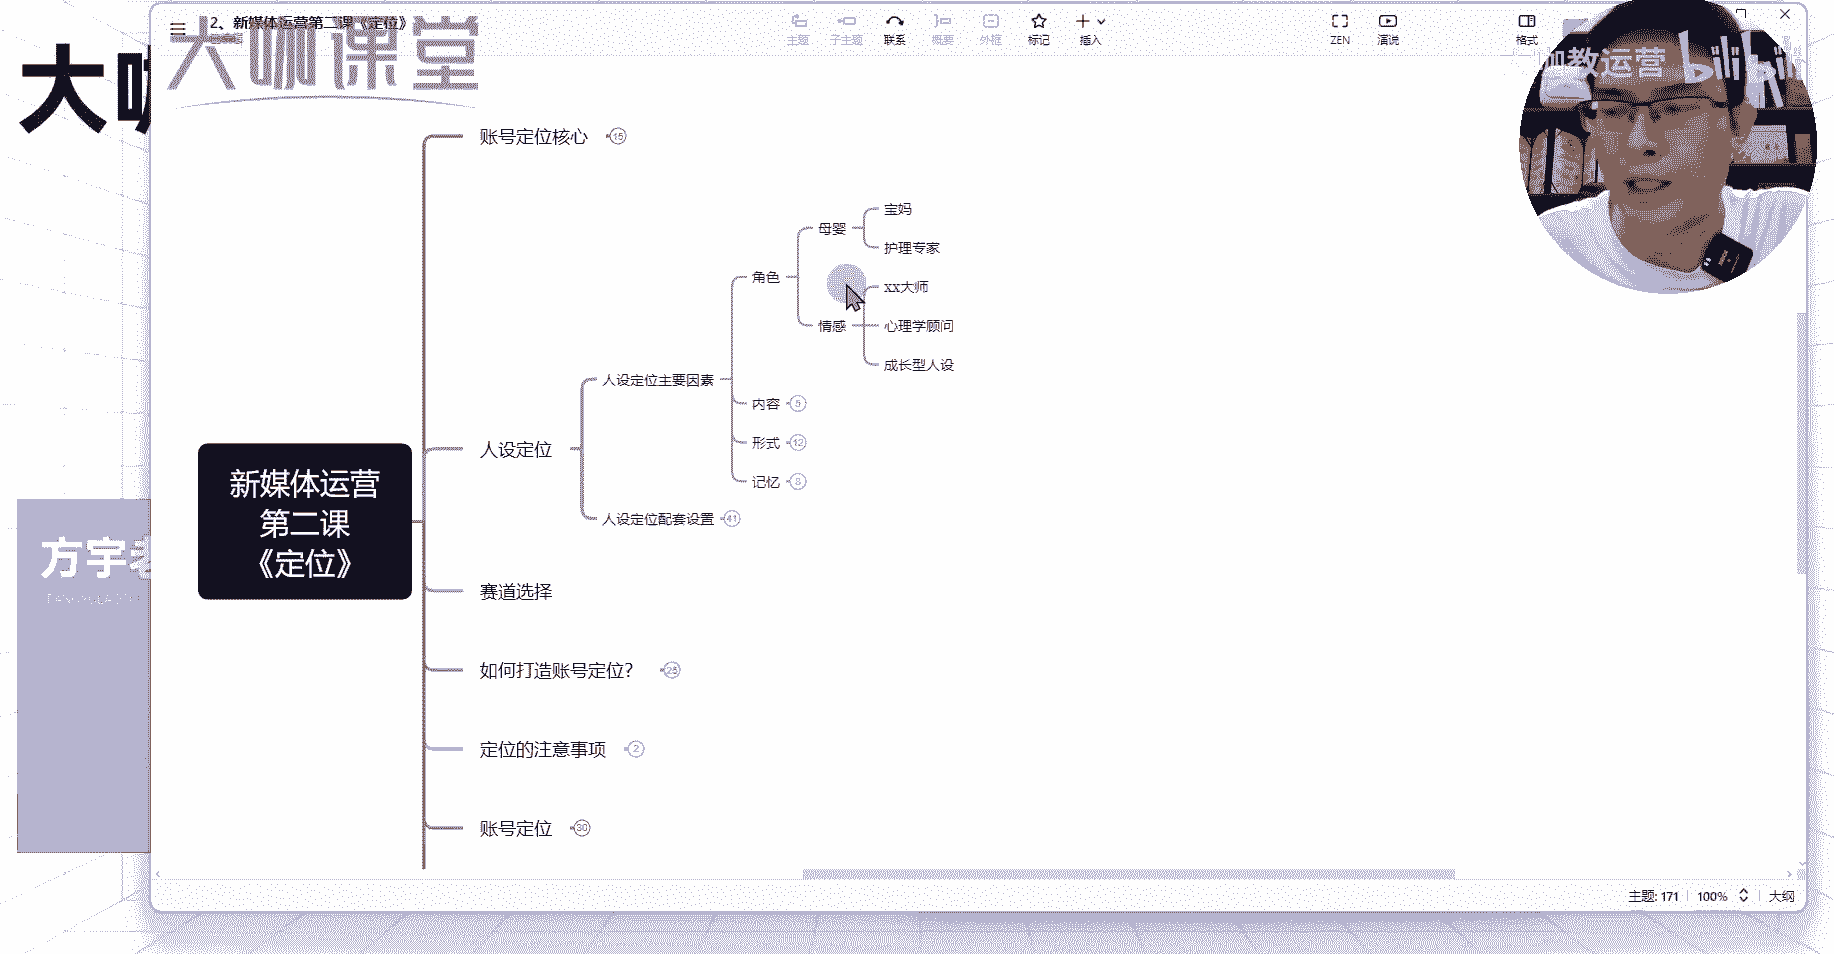 2、新媒体运营第二课《定位》
大咖课堂
主题
子主题
联系
概要
外框
标记
插入
ZEN
演说
格式
咖教运营 bilibili
大咖
账号定位核心 15
宝妈
母婴
护理专家
角色
xx大师
情感
心理学顾问
成长型人设
人设定位主要因素
内容 5
形式 12
人设定位
记忆 8
新媒体运营
第二课
《定位》
人设定位配套设置 41
方宇老
赛道选择
如何打造账号定位？ 25
定位的注意事项 2
账号定位 30
主题: 171
100%
大纲